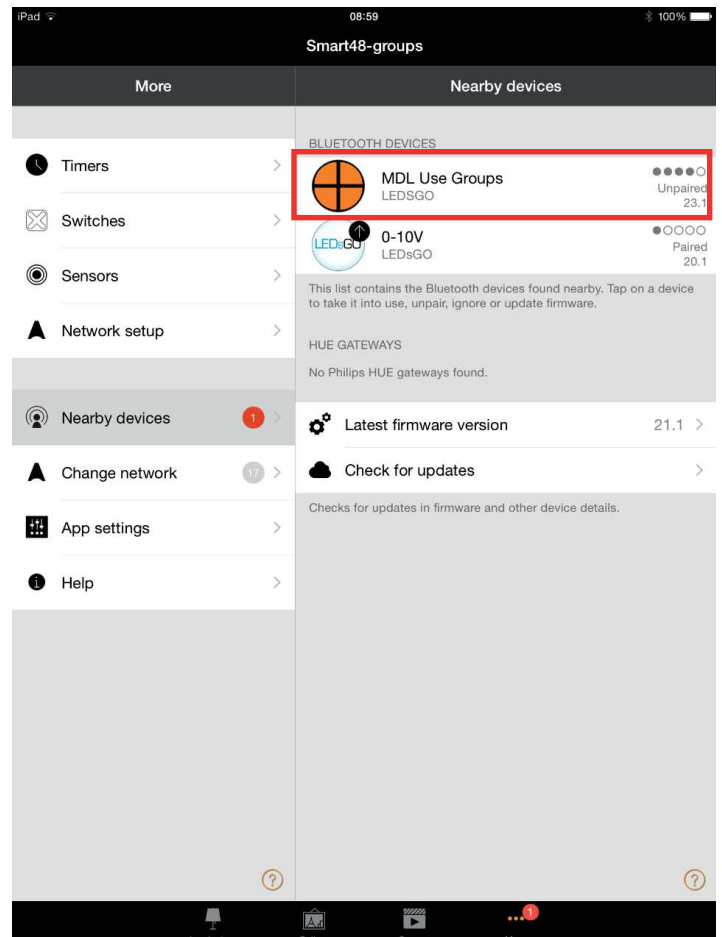 iPad 08:59 100%
Smart48-groups
More
Nearby devices
Timers
Switches
Sensors
Network setup
Nearby devices 1
Change network 17
App settings
Help
BLUETOOTH DEVICES
MDL Use Groups
LEDSGO
Unpaired
23.1
LEDsGO
0-10V
LEDsGO
Paired
20.1
This list contains the Bluetooth devices found nearby. Tap on a device
to take it into use, unpair, ignore or update firmware.
HUE GATEWAYS
No Philips HUE gateways found.
Latest firmware version 21.1
Check for updates
Checks for updates in firmware and other device details.
?
?
1